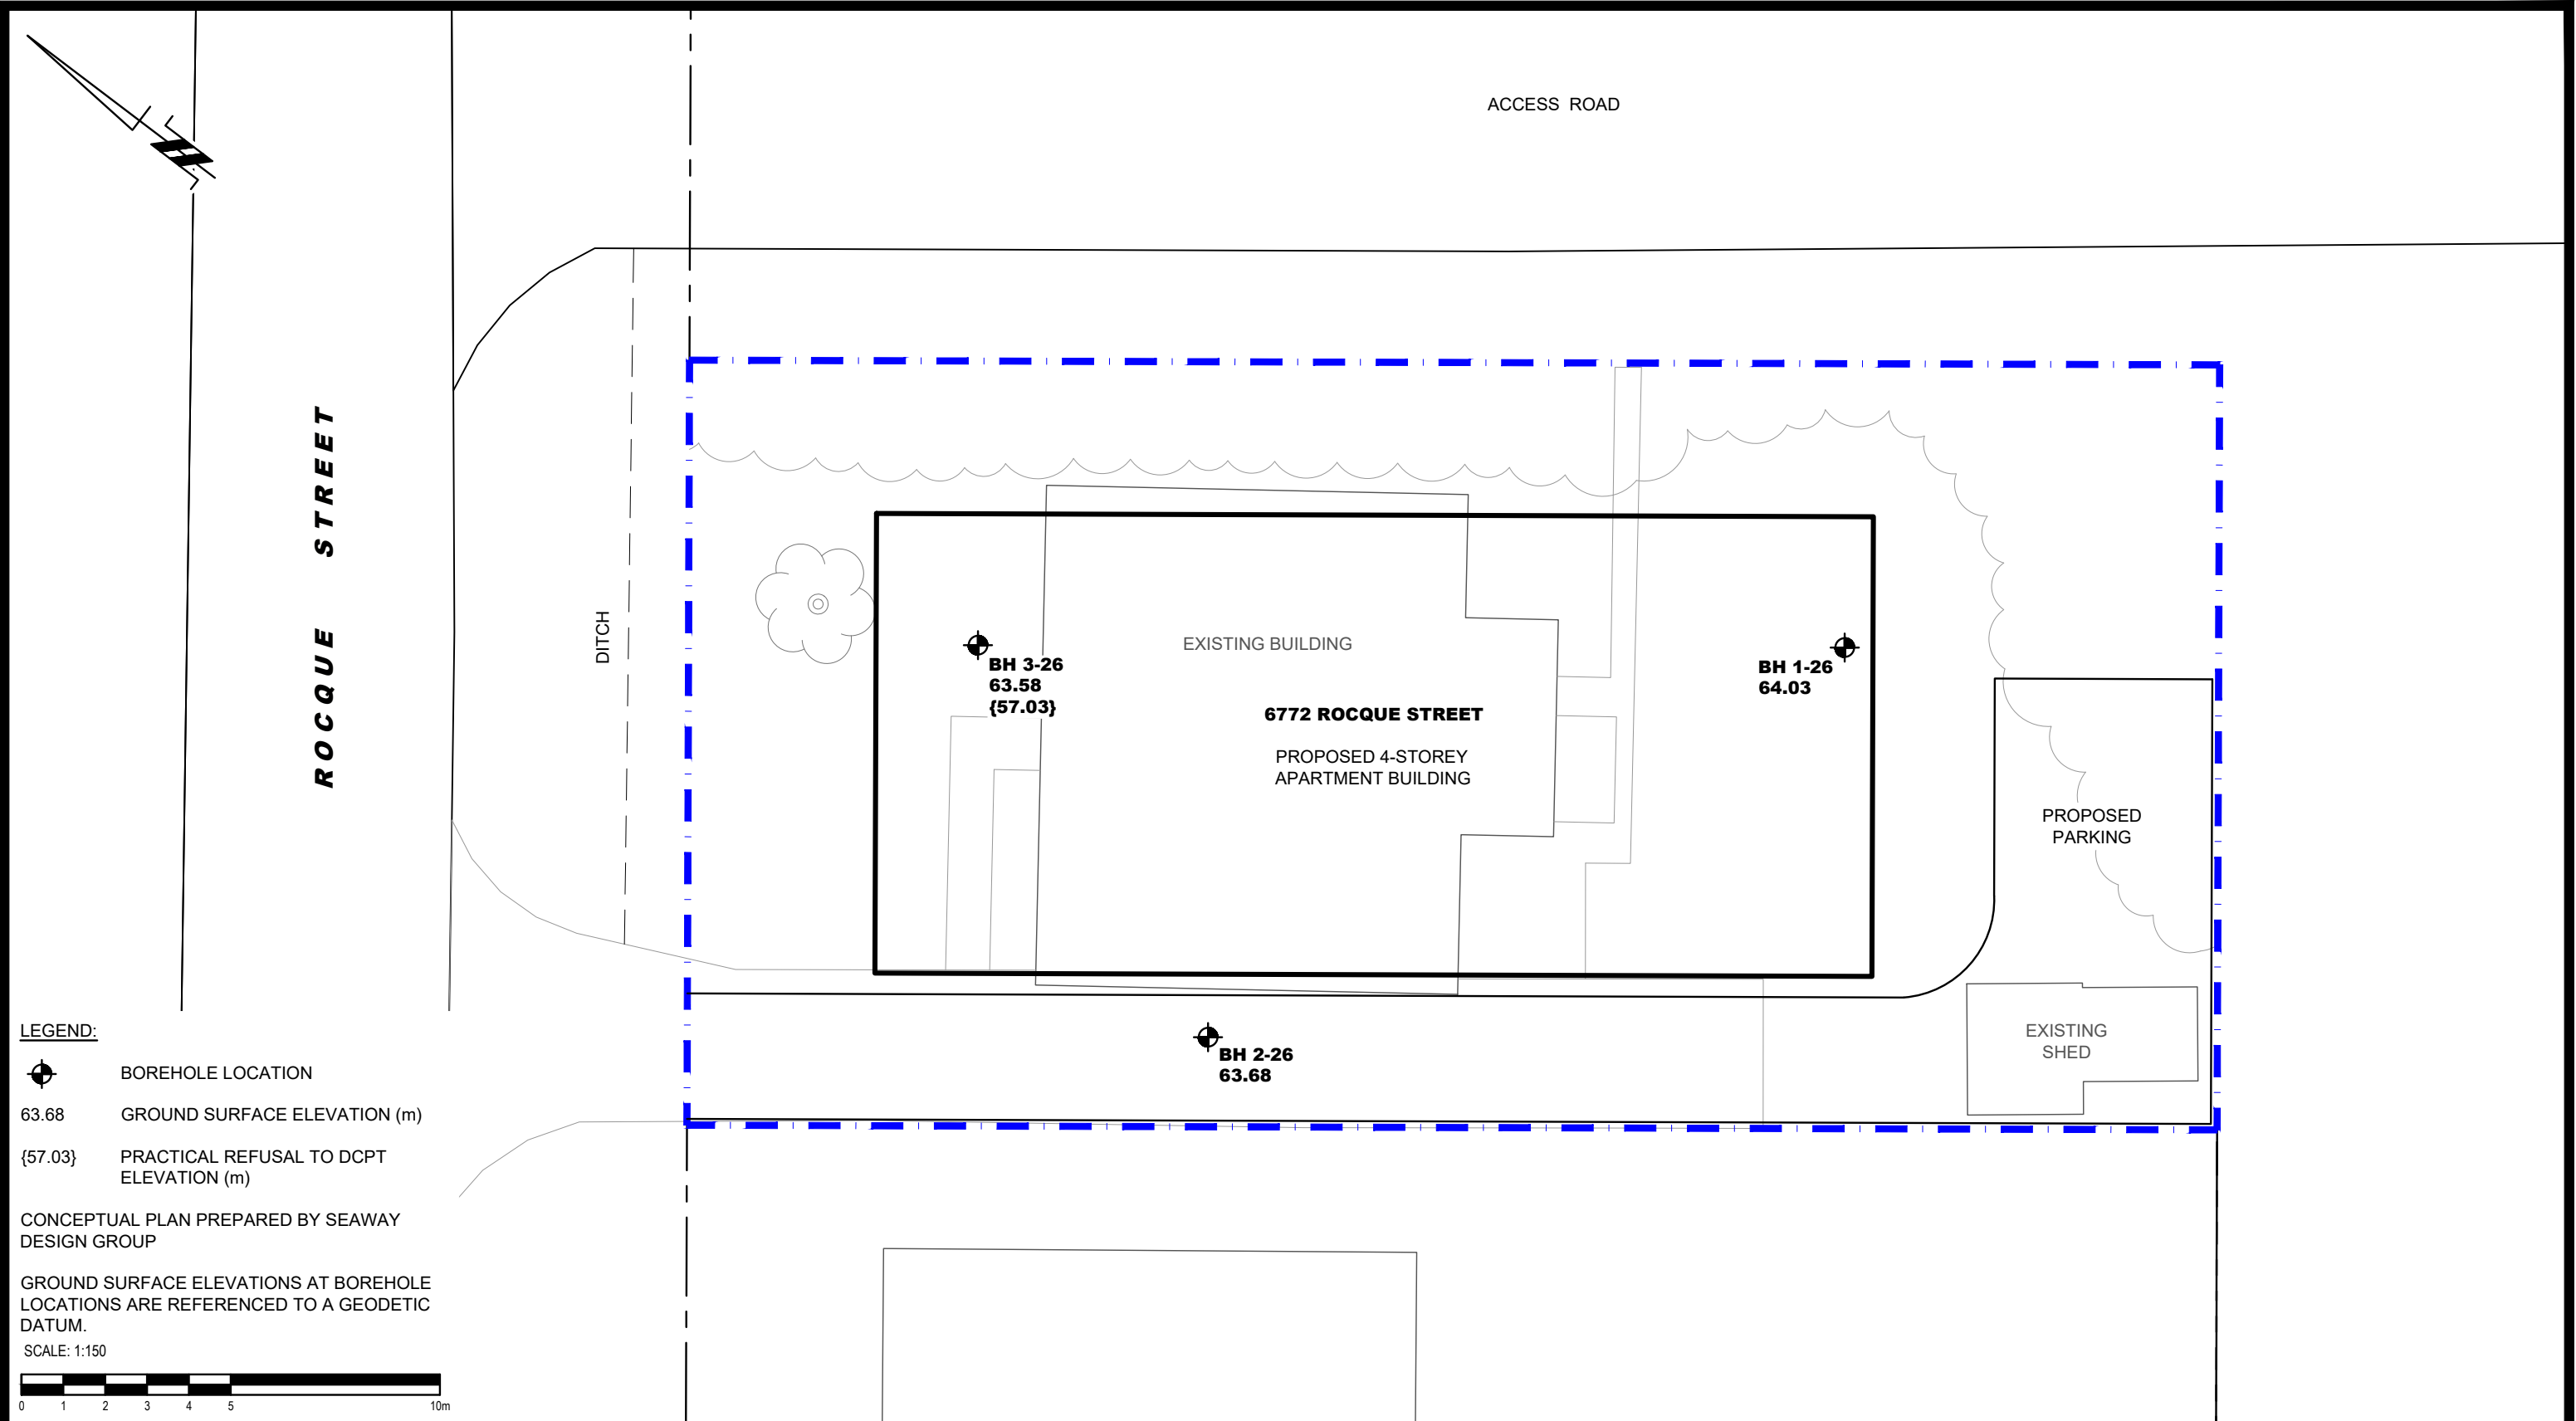 ACCESS ROAD
ROCQUE STREET
DITCH
EXISTING BUILDING
BH 3-26
63.58
{57.03}
BH 1-26
64.03
6772 ROCQUE STREET
PROPOSED 4-STOREY
APARTMENT BUILDING
PROPOSED
PARKING
EXISTING
SHED
BH 2-26
63.68
LEGEND:
BOREHOLE LOCATION
63.68 GROUND SURFACE ELEVATION (m)
{57.03} PRACTICAL REFUSAL TO DCPT
ELEVATION (m)
CONCEPTUAL PLAN PREPARED BY SEAWAY
DESIGN GROUP
GROUND SURFACE ELEVATIONS AT BOREHOLE
LOCATIONS ARE REFERENCED TO A GEODETIC
DATUM.
SCALE: 1:150
0 1 2 3 4 5 10m